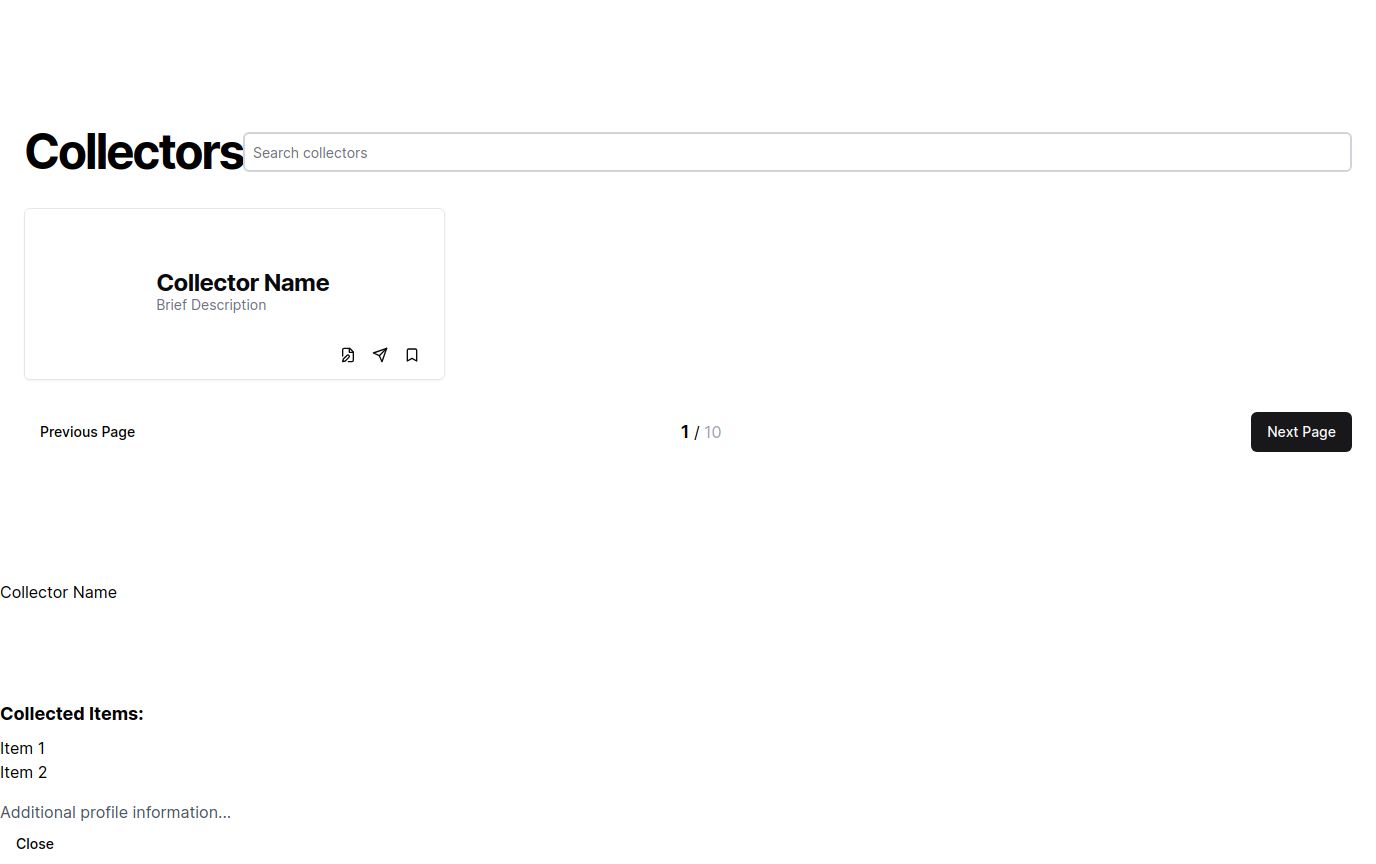 Collectors
Search collectors
Collector Name
Brief Description
Previous Page
1 / 10
Next Page
Collector Name
Collected Items:
Item 1
Item 2
Additional profile information...
Close